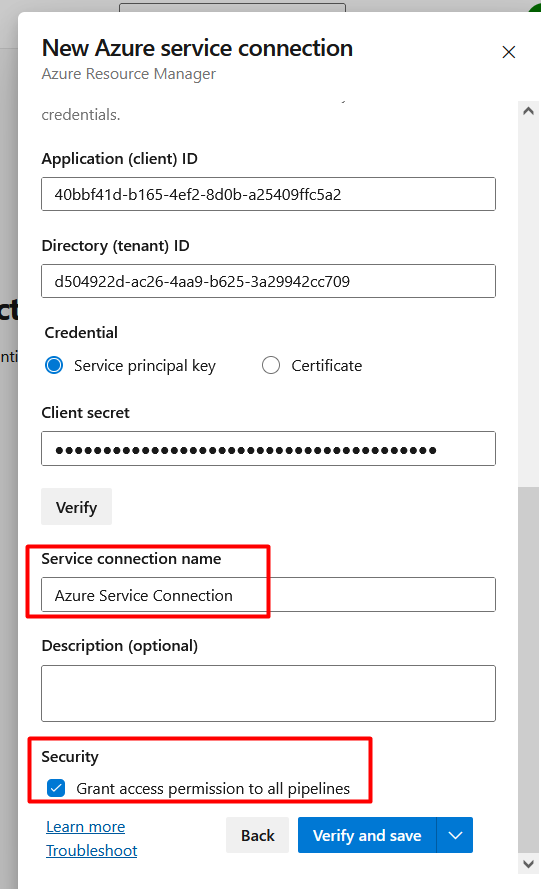 New Azure service connection
Azure Resource Manager
credentials.
Application (client) ID
40bbf41d-b165-4ef2-8d0b-a25409ffc5a2
Directory (tenant) ID
d504922d-ac26-4aa9-b625-3a29942cc709
Credential
Service principal key Certificate
Client secret
●●●●●●●●●●●●●●●●●●●●●●●●●●●●●●●●●●●●●●●●
Verify
Service connection name
Azure Service Connection
Description (optional)
Security
Grant access permission to all pipelines
Learn more
Troubleshoot
Back Verify and save